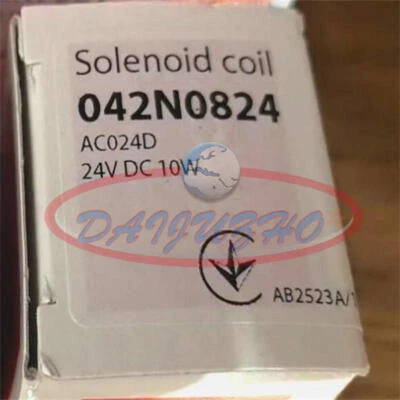 Solenoid coil
042N0824
AC024D
24V DC 10W
DAIJUZHO
AB2523A/